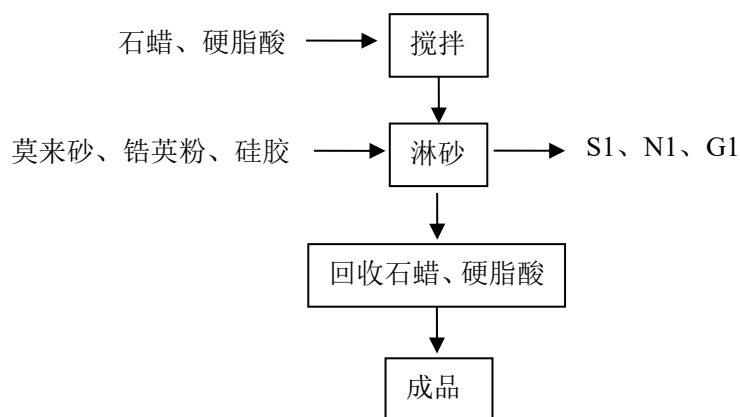 石蜡、硬脂酸
搅拌
莫来砂、锆英粉、硅胶
淋砂
S1、N1、G1
回收石蜡、硬脂酸
成品